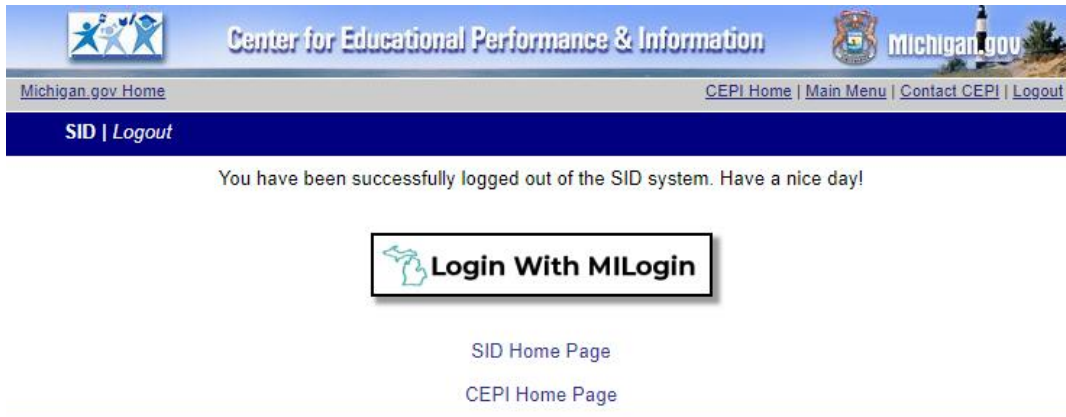 Center for Educational Performance & Information
Michigan.gov
Michigan.gov Home
CEPI Home | Main Menu | Contact CEPI | Logout
SID | Logout
You have been successfully logged out of the SID system. Have a nice day!
Login With MILogin
SID Home Page
CEPI Home Page